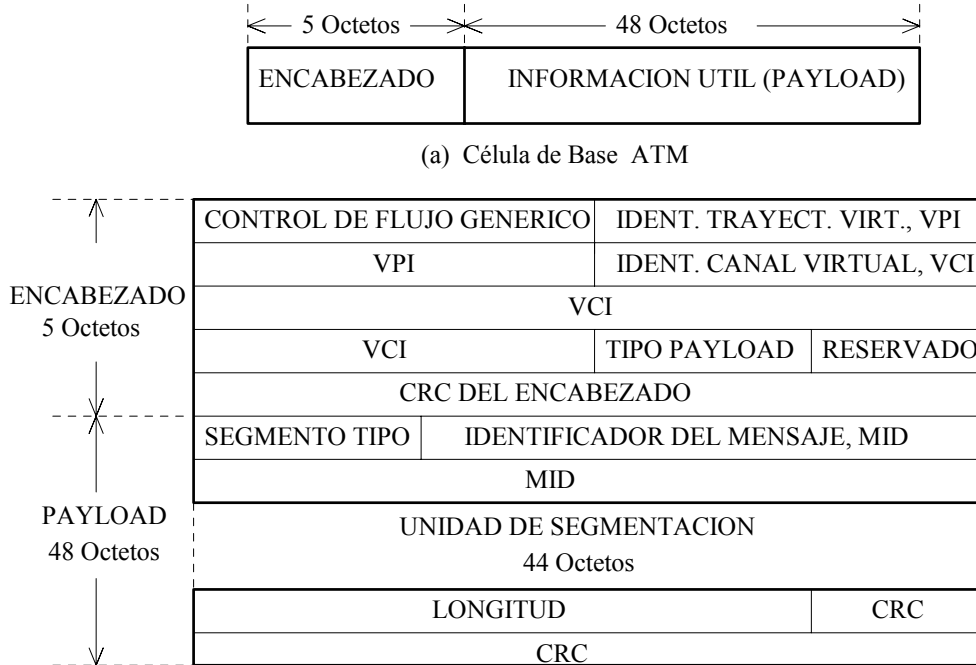 5 Octetos 48 Octetos
ENCABEZADO INFORMACION UTIL (PAYLOAD)
(a) Célula de Base ATM
CONTROL DE FLUJO GENERICO IDENT. TRAYECT. VIRT., VPI
VPI IDENT. CANAL VIRTUAL, VCI
ENCABEZADO
5 Octetos
VCI
VCI TIPO PAYLOAD RESERVADO
CRC DEL ENCABEZADO
SEGMENTO TIPO IDENTIFICADOR DEL MENSAJE, MID
MID
PAYLOAD
48 Octetos
UNIDAD DE SEGMENTACION
44 Octetos
LONGITUD CRC
CRC